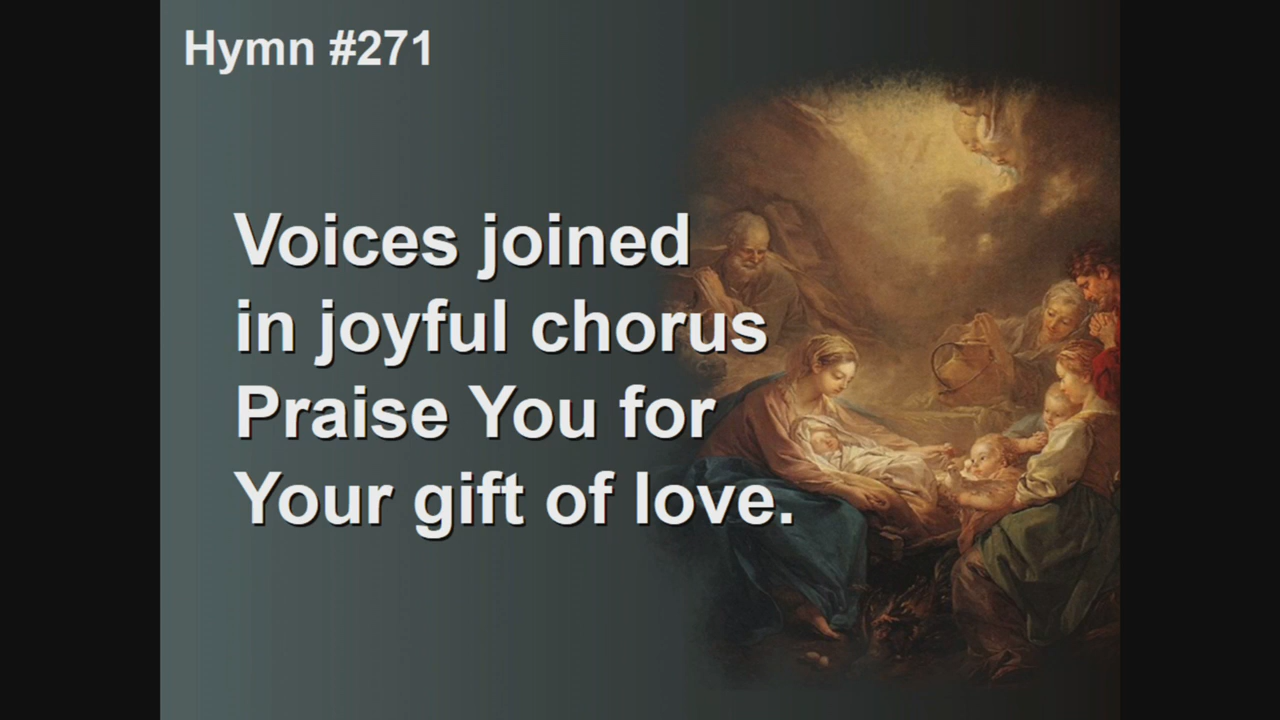 Hymn #271
Voices joined
in joyful chorus
Praise You for
Your gift of love.